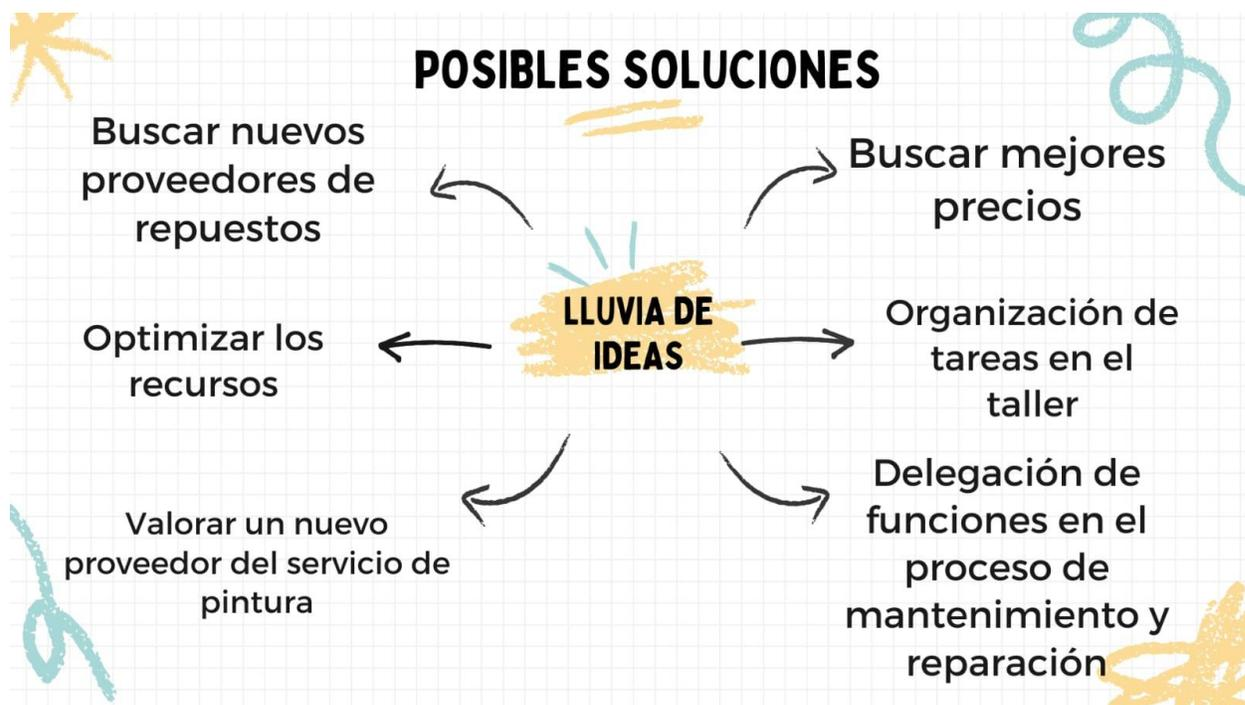 POSIBLES SOLUCIONES
Buscar nuevos
proveedores de
repuestos
Buscar mejores
precios
LLUVIA DE
IDEAS
Optimizar los
recursos
Organización de
tareas en el
taller
Valorar un nuevo
proveedor del servicio de
pintura
Delegación de
funciones en el
proceso de
mantenimiento y
reparación